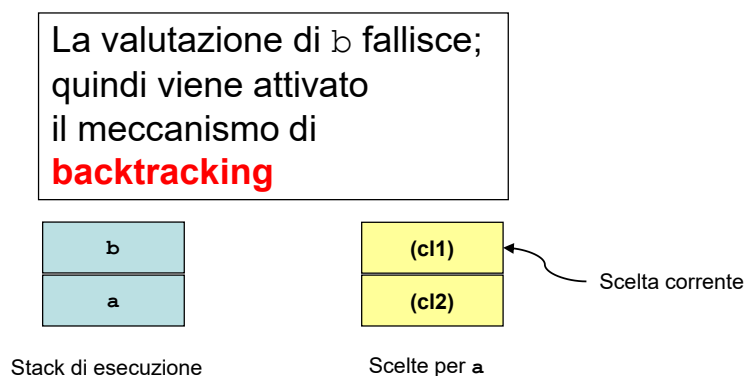 La valutazione di b fallisce;
quindi viene attivato
il meccanismo di
backtracking
b
(cl1)
a
(cl2)
Scelta corrente
Stack di esecuzione
Scelte per a